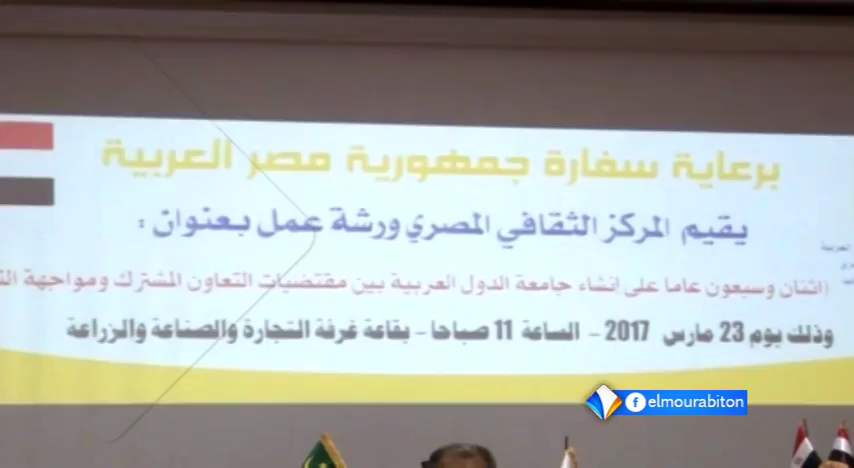 برعاية سفارة جمهورية مصر العربية
يقيم المركز الثقافي المصري ورشة عمل بعنوان :
(اثنان وسبعون عاما على انشاء جامعة الدول العربية بين مقتضيات التعاون المشترك ومواجهة
وذلك يوم 23 مارس 2017 - الساعة 11 صباحا - بقاعة غرفة التجارة والصناعة والزراعة
elmourabiton